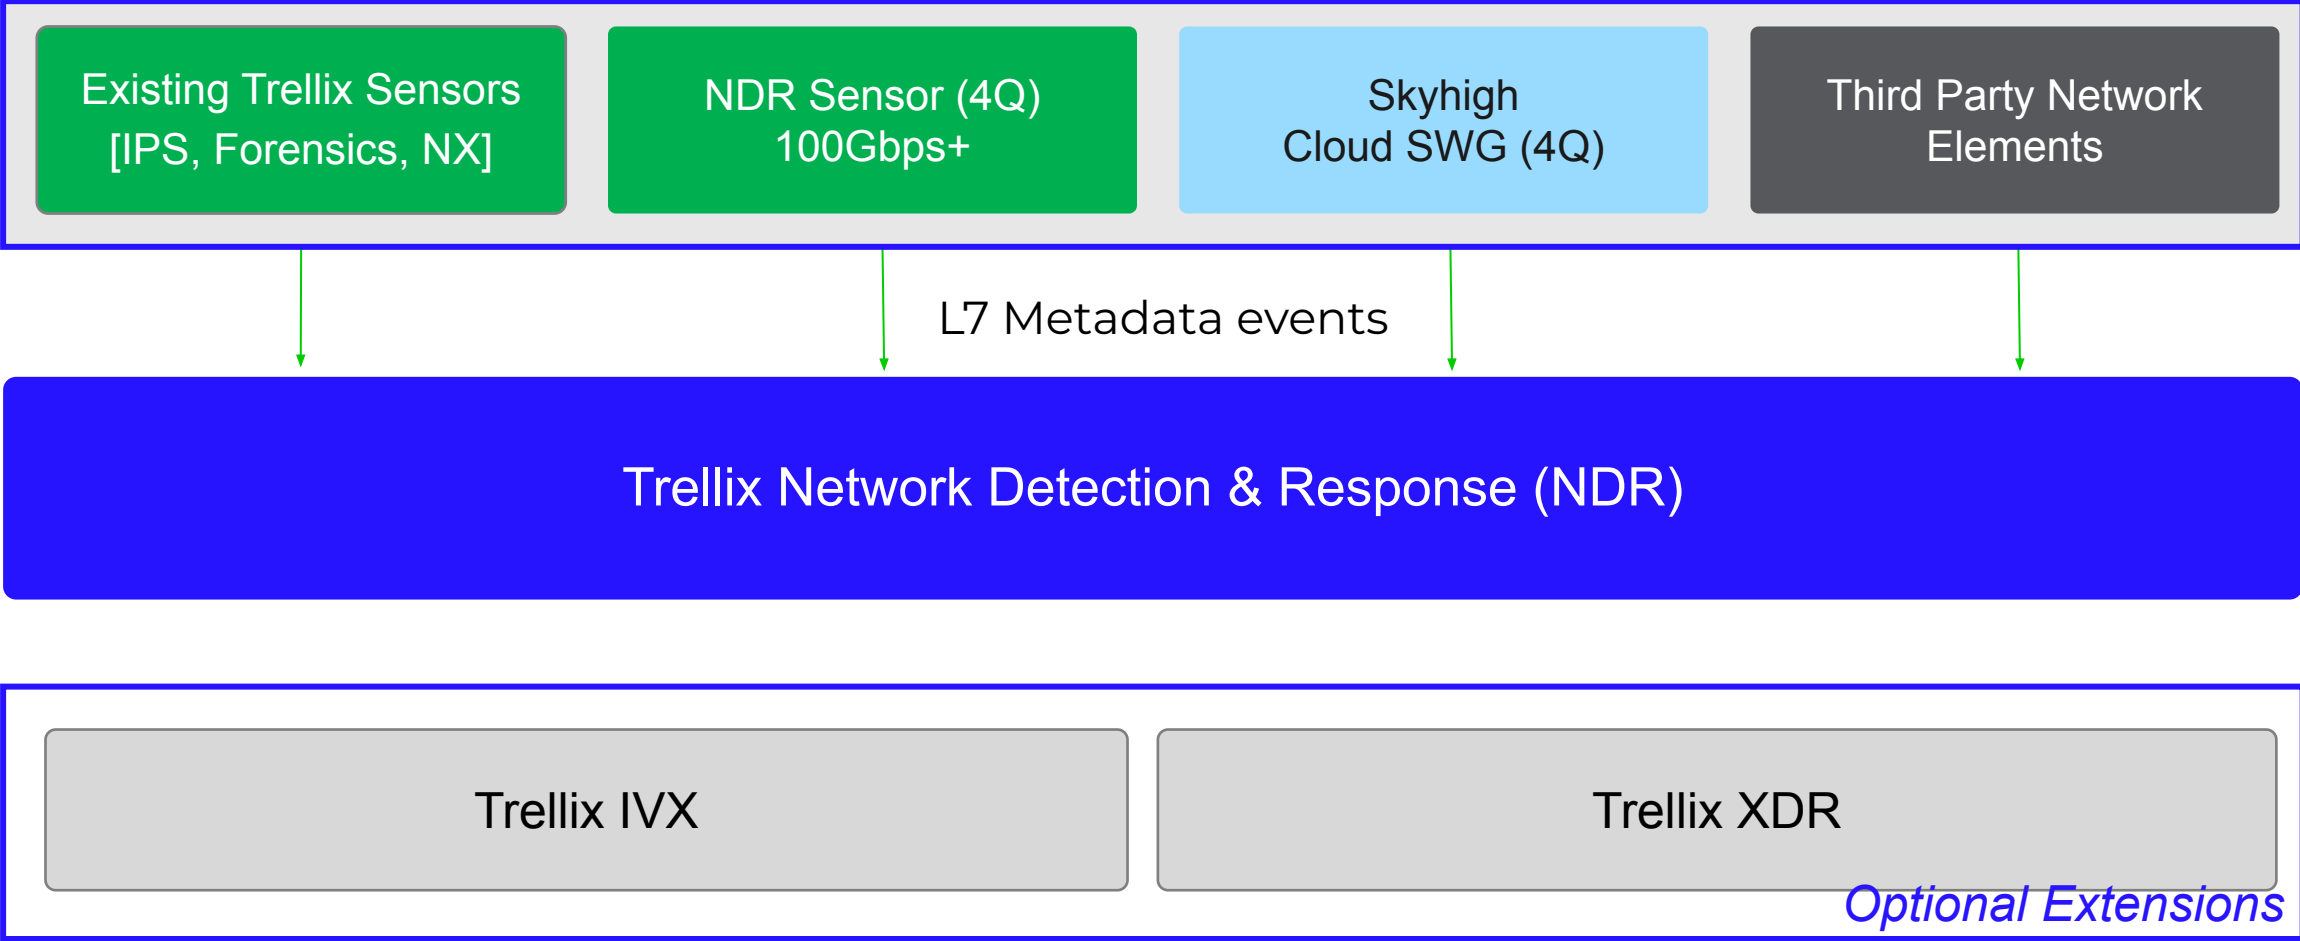 Existing Trellix Sensors
[IPS, Forensics, NX]
NDR Sensor (4Q)
100Gbps+
Skyhigh
Cloud SWG (4Q)
Third Party Network
Elements
L7 Metadata events
Trellix Network Detection & Response (NDR)
Trellix IVX
Trellix XDR
Optional Extensions